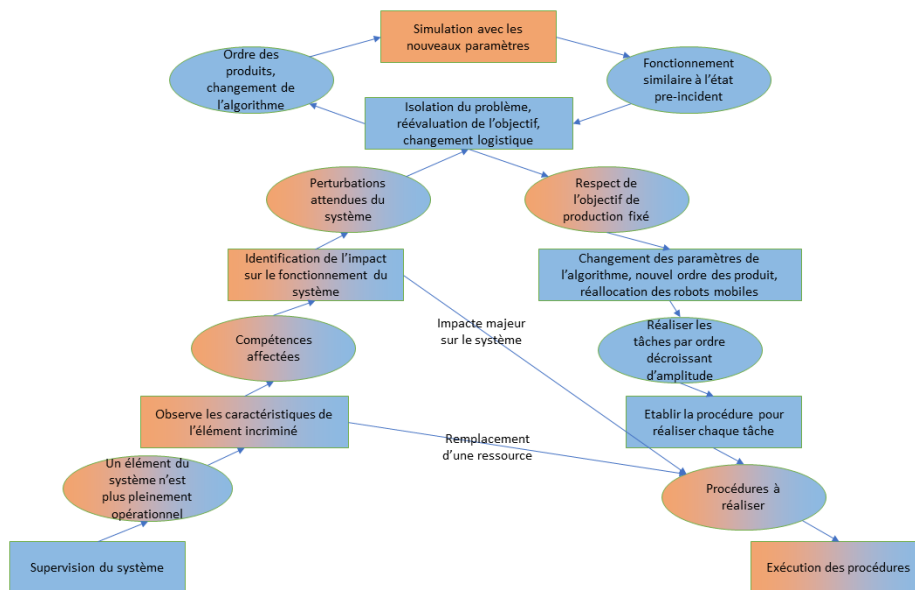 Simulation avec les
nouveaux paramètres
Ordre des
produits,
changement de
l'algorithme
Fonctionnement
similaire à l'état
pre-incident
Isolation du problème,
réévaluation de l'objectif,
changement logistique
Perturbations
attendues du
système
Respect de
l'objectif de
production fixé
Identification de l'impact
sur le fonctionnement du
système
Changement des paramètres de
l'algorithme, nouvel ordre des produit,
réallocation des robots mobiles
Impacte majeur
sur le système
Compétences
affectées
Réaliser les
tâches par ordre
décroissant
d'amplitude
Observe les caractéristiques de
l'élément incriminé
Etablir la procédure pour
réaliser chaque tâche
Remplacement
d'une ressource
Un élément du
système n'est
plus pleinement
opérationnel
Procédures à
réaliser
Supervision du système
Exécution des procédures